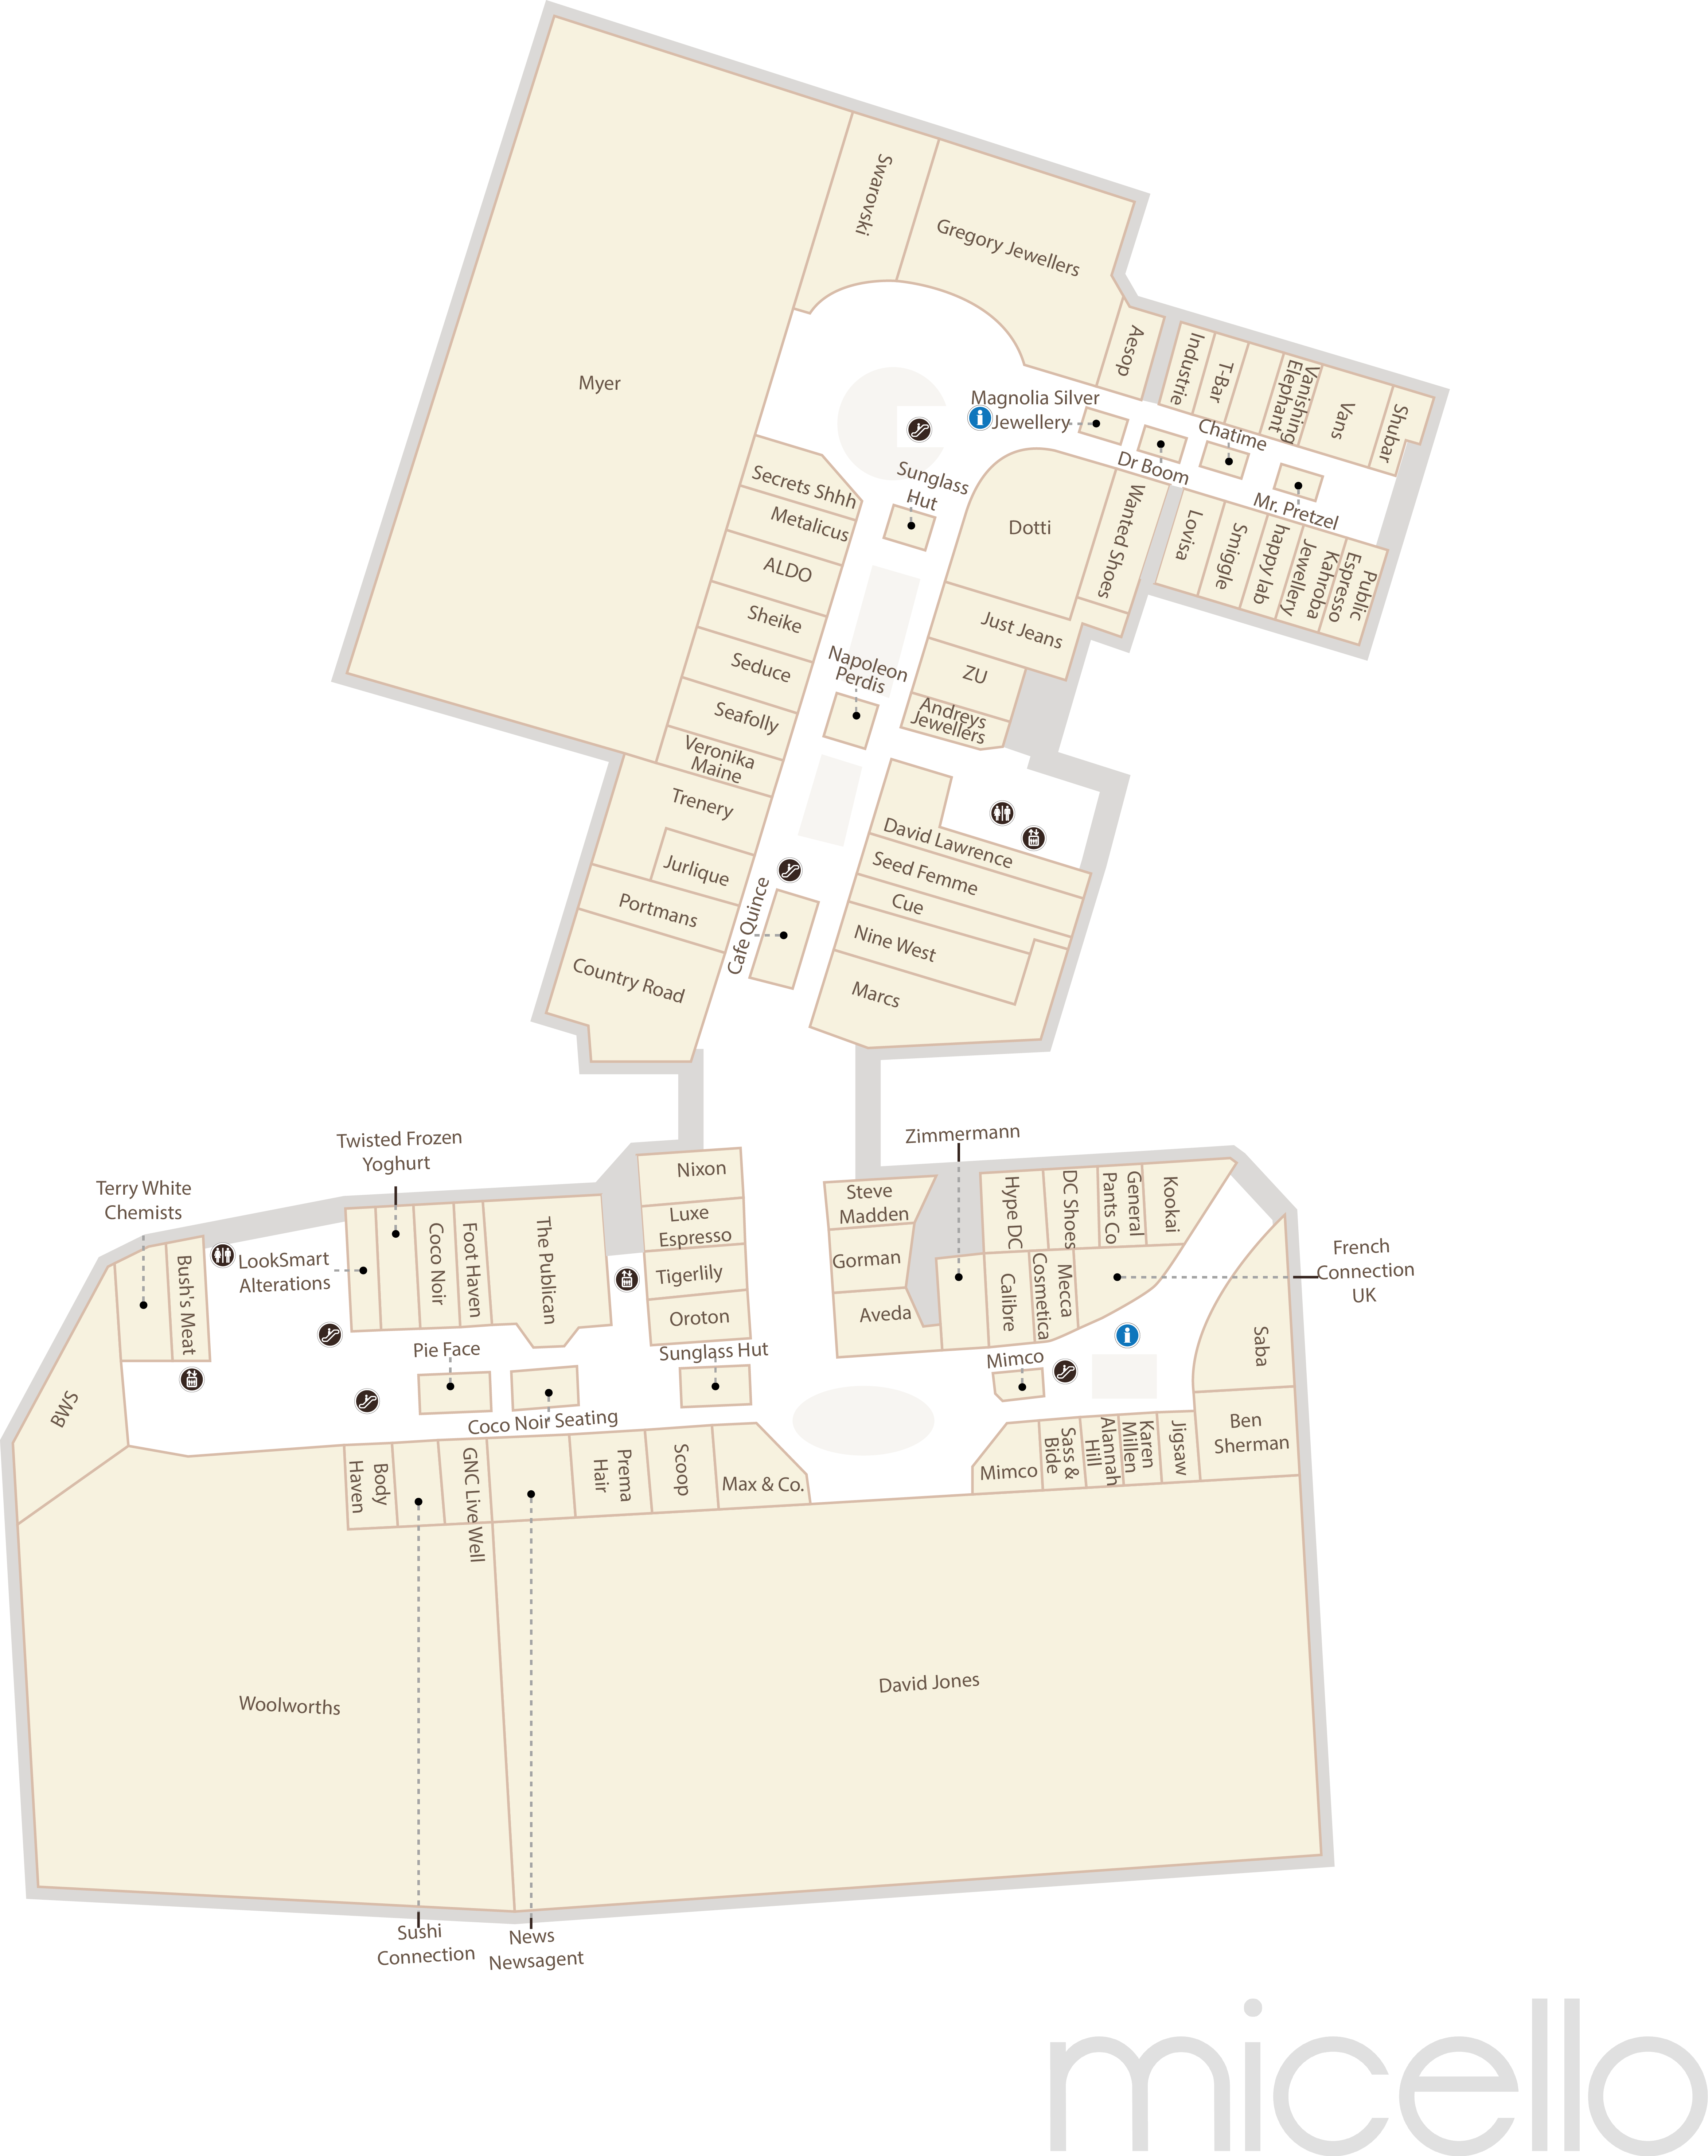 Swarovski
Gregory Jewellers
Myer
Aesop
Industrie
T-Bar
Vanishing
Elephant
Vans
Shubar
Magnolia Silver
Jewellery
Dr Boom
Chatime
Mr. Pretzel
Sunglass
Hut
Secrets Shhh
Metalicus
ALDO
Sheike
Seduce
Seafolly
Veronika
Maine
Trenery
Jurlique
Portmans
Country Road
Dotti
Wanted Shoes
Lovisa
Smiggle
happy lab
Kahroba
Jewellery
Public
Espresso
Just Jeans
ZU
Andreys
Jewellers
Napoleon
Perdis
David Lawrence
Seed Femme
Cue
Nine West
Marcs
Cafe Quince
Twisted Frozen
Yoghurt
Terry White
Chemists
LookSmart
Alterations
Bush's Meat
BWS
Coco Noir
Foot Haven
The Publican
Nixon
Luxe
Espresso
Tigerlily
Oroton
Sunglass Hut
Pie Face
Coco Noir Seating
Zimmermann
Steve
Madden
Gorman
Aveda
Hype DC
DC Shoes
General
Pants Co
Kookai
Calibre
Mecca
Cosmetica
French
Connection
UK
Saba
Ben
Sherman
Mimco
Mimco
Sass &
Bide
Alannah
Hill
Karen
Millen
Jigsaw
Body
Haven
GNC Live Well
Prema
Hair
Scoop
Max & Co.
Woolworths
David Jones
Sushi
Connection
News
Newsagent
micello